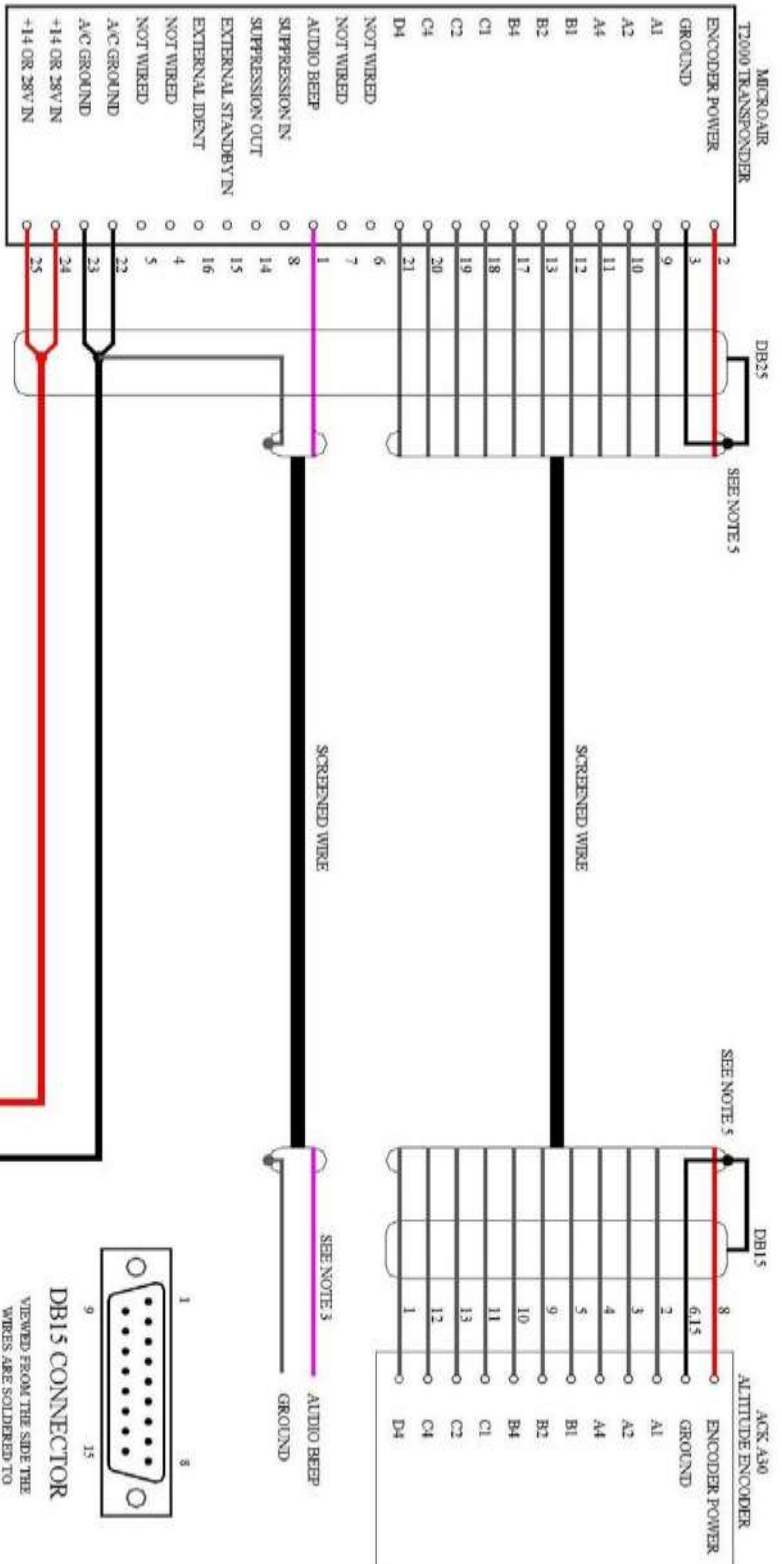 MICROAIR
T2000 TRANSPONDER
DB25
SEE NOTE 5
SEE NOTE 5
DB15
ACK A30
ALTITUDE ENCODER
ENCODER POWER 2
GROUND 3
A1 9
A2 10
A4 11
B1 12
B2 13
B4 17
C1 18
C2 19
C4 20
D4 21
NOT WIRED 6
NOT WIRED 7
AUDIO BEEP 1
SUPPRESSION IN 8
SUPPRESSION OUT 14
EXTERNAL STANDBY IN 15
EXTERNAL IDENT 16
NOT WIRED 4
NOT WIRED 5
A/C GROUND 22
A/C GROUND 23
+14 OR 28V IN 24
+14 OR 28V IN 25
SCREENED WIRE
SCREENED WIRE
8 ENCODER POWER
6,15 GROUND
2 A1
3 A2
4 A4
5 B1
9 B2
10 B4
11 C1
13 C2
12 C4
1 D4
SEE NOTE 3
AUDIO BEEP
GROUND
1 8
9 15
DB15 CONNECTOR
VIEWED FROM THE SIDE THE
WIRES ARE SOLDERED TO